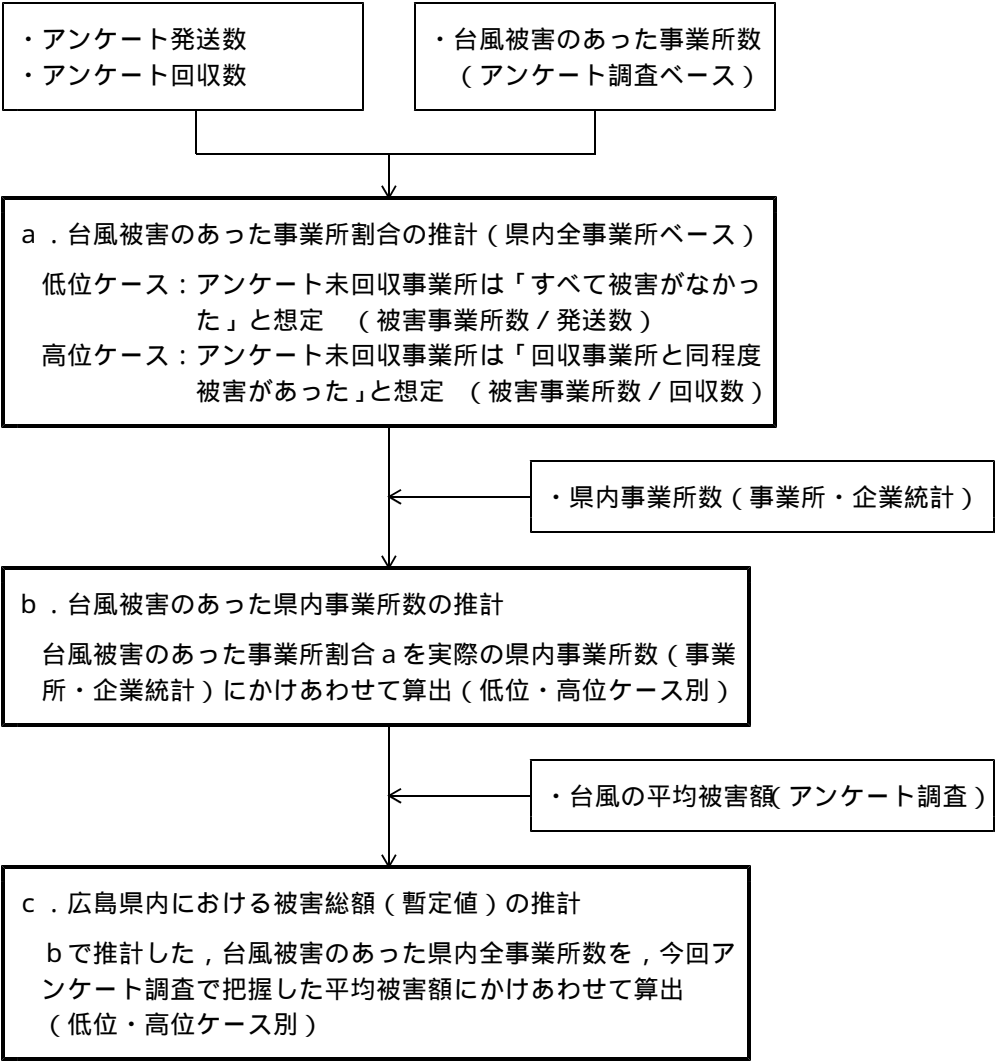 ・アンケート発送数
・アンケート回収数
・台風被害のあった事業所数
（アンケート調査ベース）
a．台風被害のあった事業所割合の推計（県内全事業所ベース）
低位ケース：アンケート未回収事業所は「すべて被害がなかっ
た」と想定　（被害事業所数／発送数）
高位ケース：アンケート未回収事業所は「回収事業所と同程度
被害があった」と想定　（被害事業所数／回収数）
・県内事業所数（事業所・企業統計）
b．台風被害のあった県内事業所数の推計
台風被害のあった事業所割合aを実際の県内事業所数（事業
所・企業統計）にかけあわせて算出（低位・高位ケース別）
・台風の平均被害額（アンケート調査）
c．広島県内における被害総額（暫定値）の推計
bで推計した，台風被害のあった県内全事業所数を，今回ア
ンケート調査で把握した平均被害額にかけあわせて算出
（低位・高位ケース別）